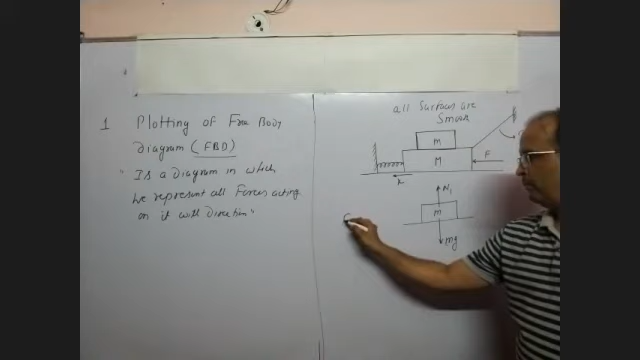 1 Plotting of Free Body
Diagram (FBD)
"Is a Diagram in which
we represent all Forces acting
on it with Direction"
all Surfaces are
Smooth
m
M
F
x
N₁
m
mg